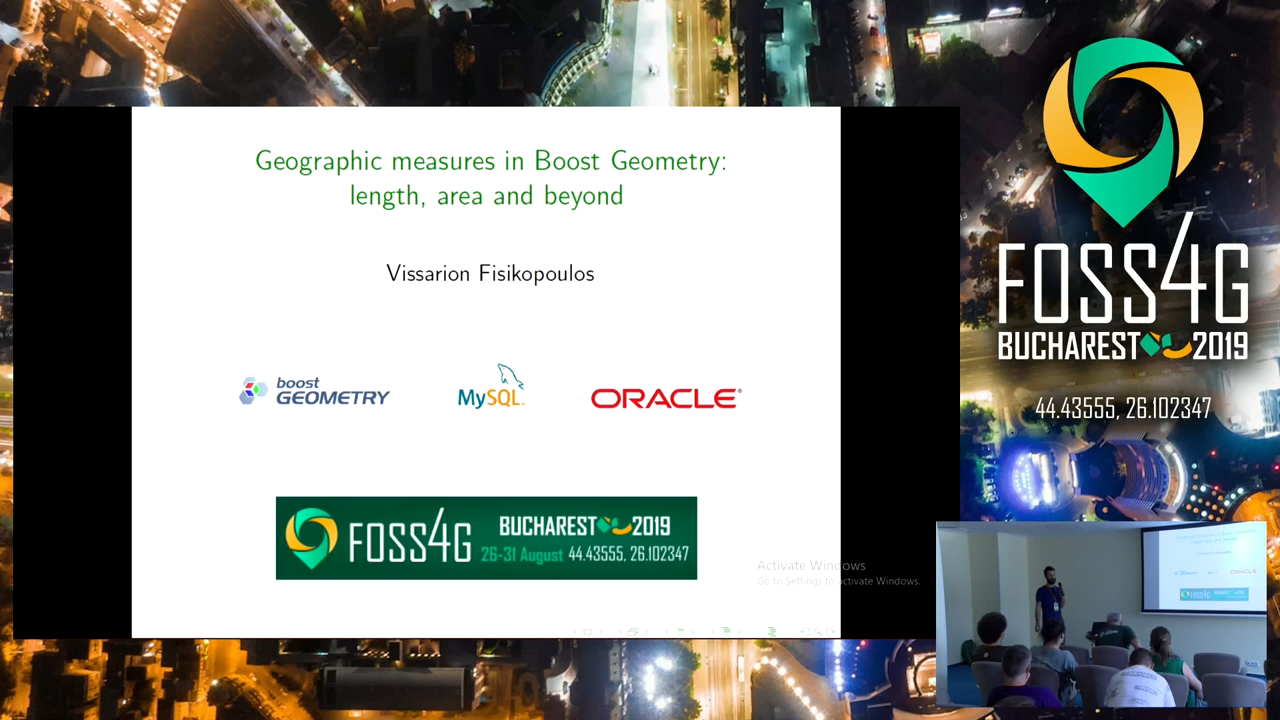 Geographic measures in Boost Geometry:
length, area and beyond
Vissarion Fisikopoulos
boost
GEOMETRY
MySQL
ORACLE
FOSS4G
BUCHAREST 2019
26-31 August 44.43555, 26.102347
Activate Windows
Go to Settings to activate Windows.
FOSS4G
BUCHAREST 2019
44.43555, 26.102347
ORACLE